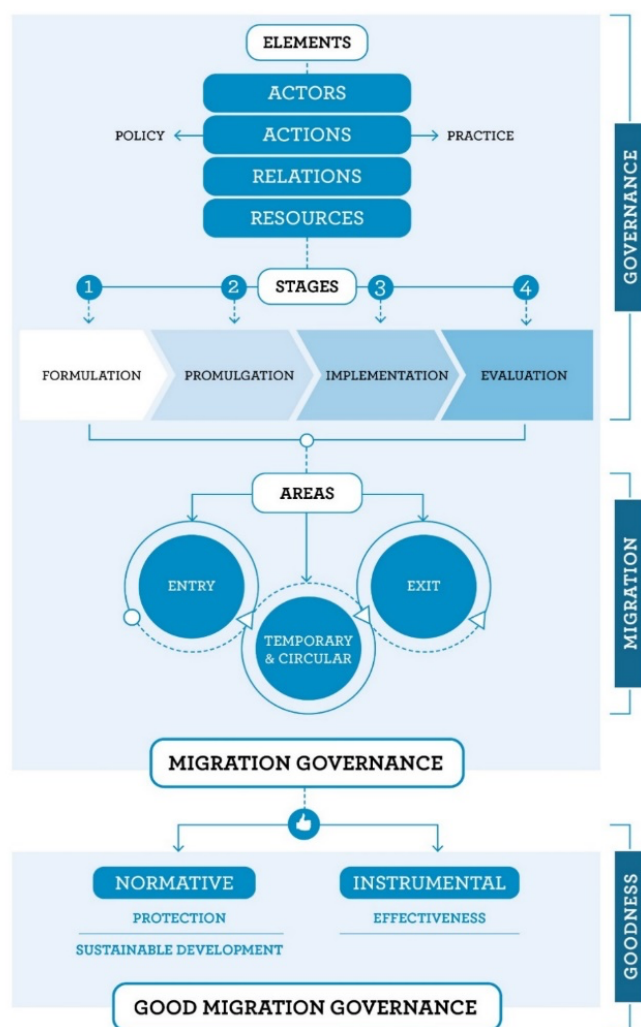 ELEMENTS
ACTORS
POLICY
ACTIONS
PRACTICE
RELATIONS
RESOURCES
GOVERNANCE
1
2
STAGES
3
4
FORMULATION
PROMULGATION
IMPLEMENTATION
EVALUATION
AREAS
MIGRATION
ENTRY
EXIT
TEMPORARY
& CIRCULAR
MIGRATION GOVERNANCE
NORMATIVE
INSTRUMENTAL
PROTECTION
EFFECTIVENESS
SUSTAINABLE DEVELOPMENT
GOODNESS
GOOD MIGRATION GOVERNANCE